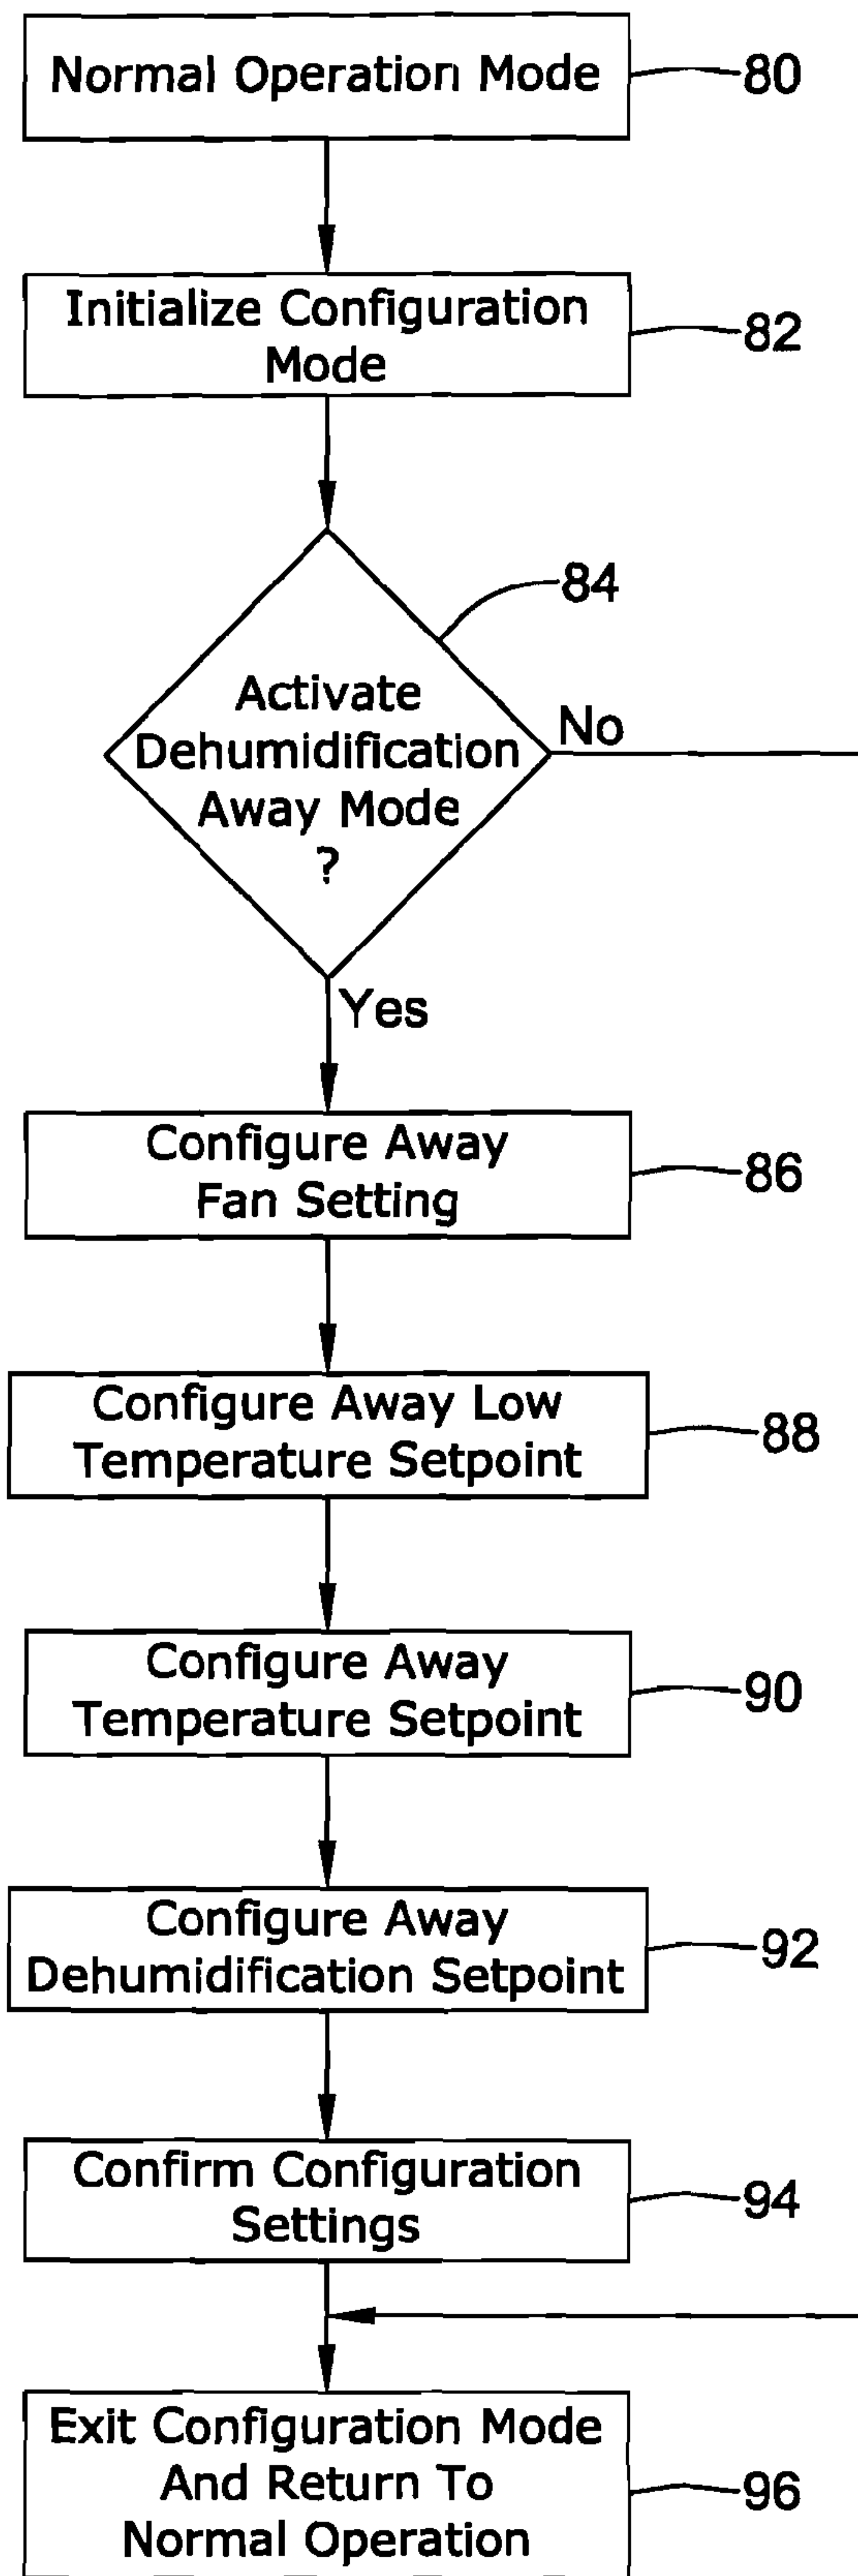 Normal Operation Mode
80
Initialize Configuration
Mode
82
84
Activate
Dehumidification
Away Mode
?
No
Yes
Configure Away
Fan Setting
86
Configure Away Low
Temperature Setpoint
88
Configure Away
Temperature Setpoint
90
Configure Away
Dehumidification Setpoint
92
Confirm Configuration
Settings
94
Exit Configuration Mode
And Return To
Normal Operation
96